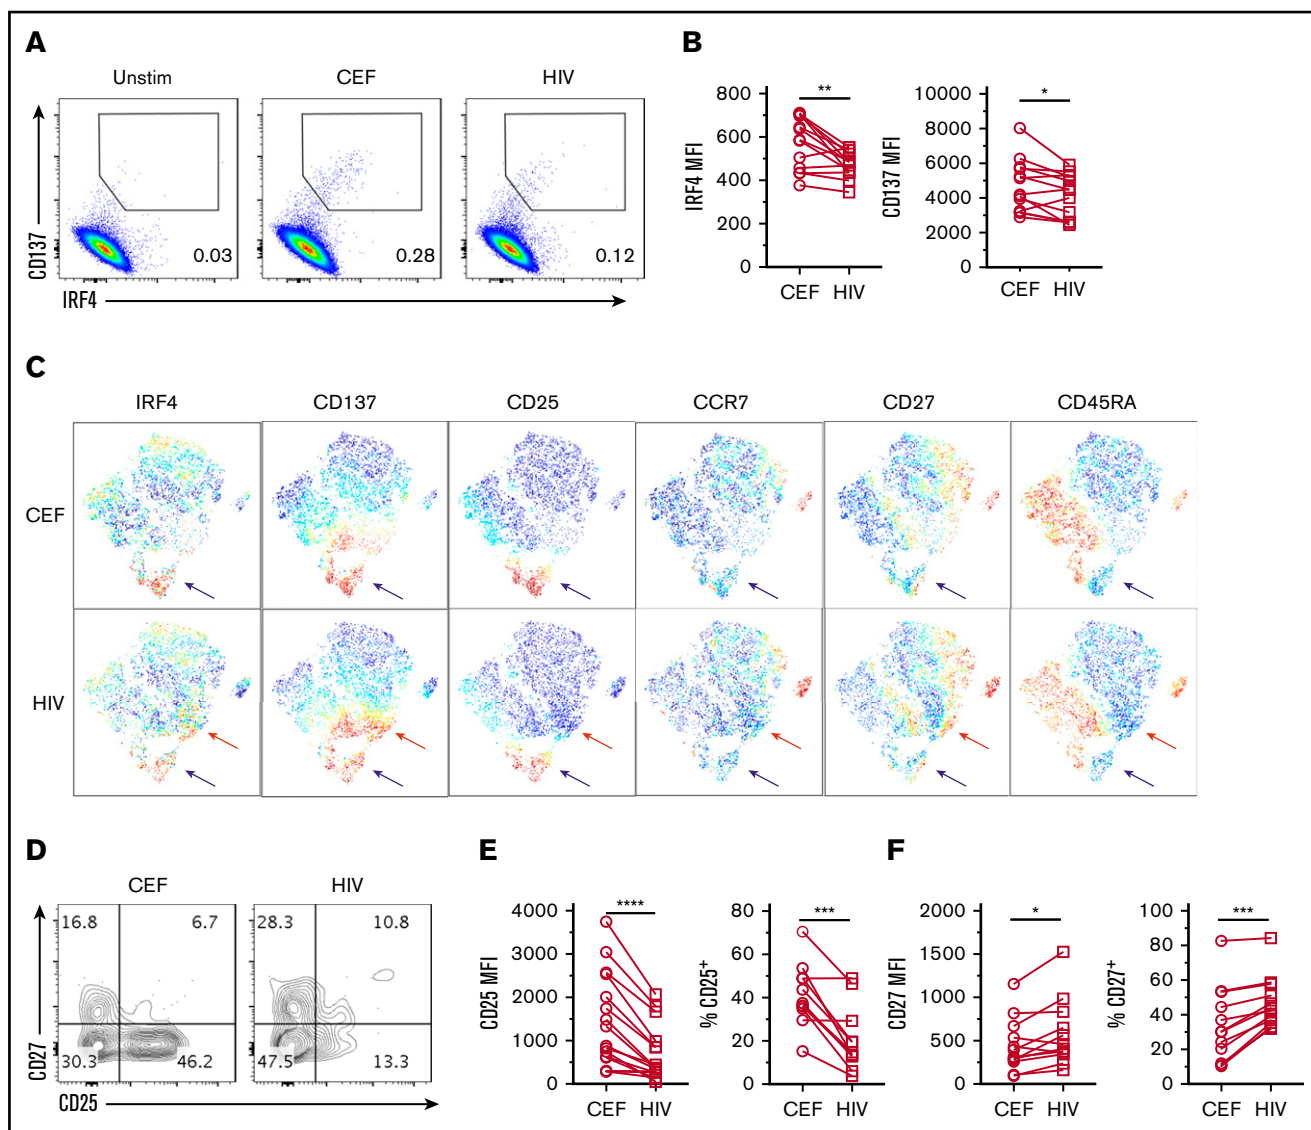 A
B
Unstim
CEF
HIV
CD137
0.03
0.28
0.12
IRF4
IRF4 MFI
800
600
400
200
0
**
CEF HIV
CD137 MFI
10000
8000
6000
4000
2000
0
*
CEF HIV
C
IRF4
CD137
CD25
CCR7
CD27
CD45RA
CEF
HIV
D
E
F
CEF
HIV
CD27
16.8
6.7
30.3
46.2
28.3
10.8
47.5
13.3
CD25
CD25 MFI
4000
3000
2000
1000
0
****
CEF HIV
% CD25+
80
60
40
20
0
***
CEF HIV
CD27 MFI
2000
1500
1000
500
0
*
CEF HIV
% CD27+
100
80
60
40
20
0
***
CEF HIV